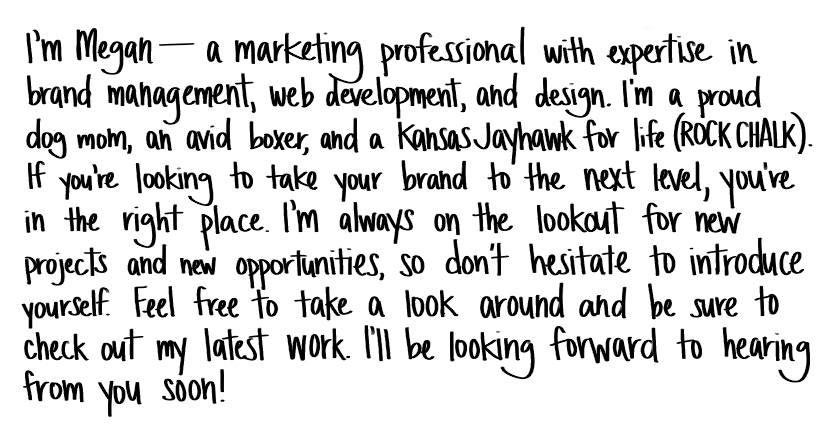 I'm Megan — a marketing professional with expertise in
brand management, web development, and design. I'm a proud
dog mom, an avid boxer, and a Kansas Jayhawk for life (ROCK CHALK).
If you're looking to take your brand to the next level, you're
in the right place. I'm always on the lookout for new
projects and new opportunities, so don't hesitate to introduce
yourself. Feel free to take a look around and be sure to
check out my latest work. I'll be looking forward to hearing
from you soon!